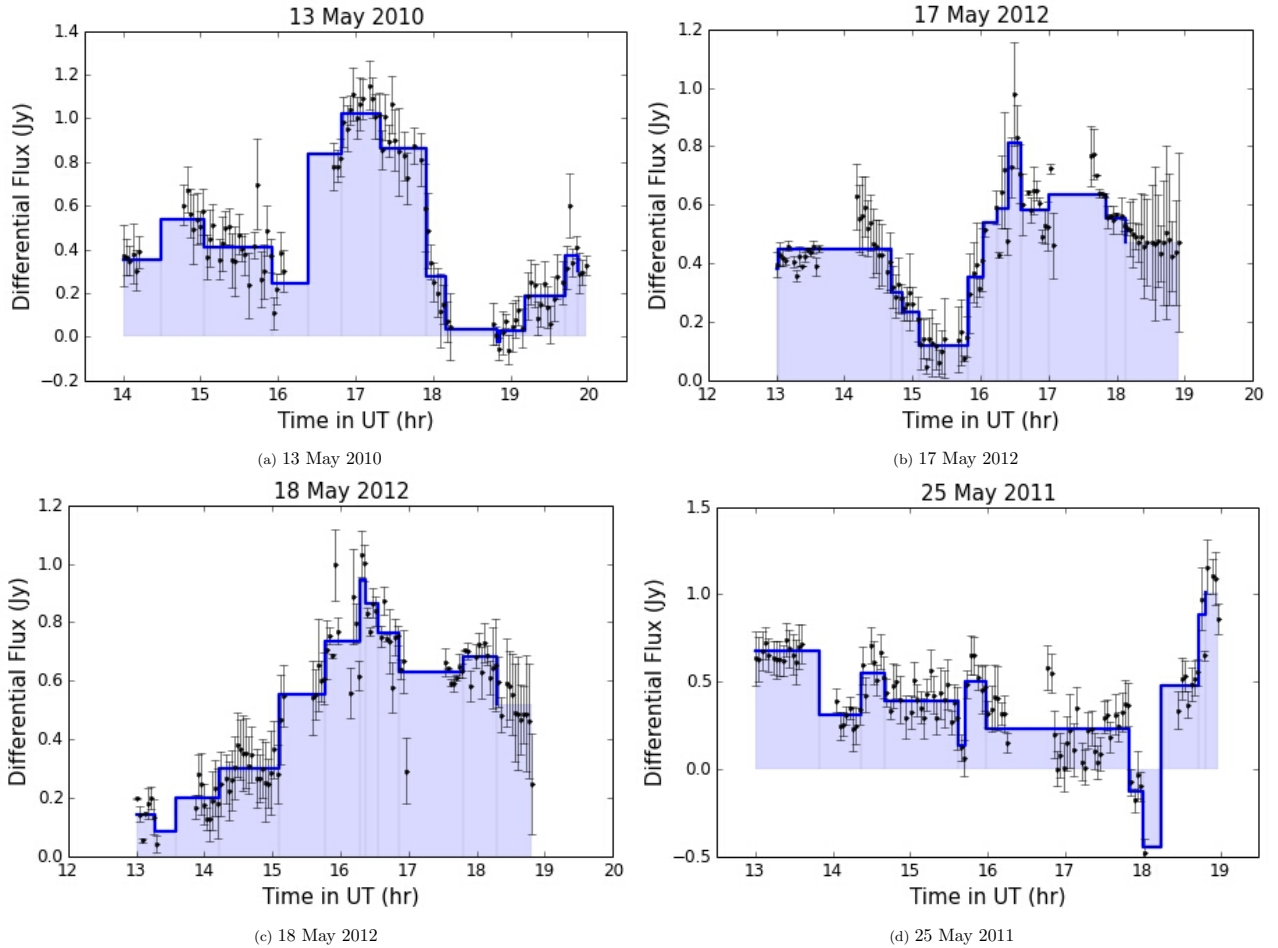 13 May 2010
1.4
1.2
1.0
0.8
0.6
0.4
0.2
0.0
−0.2
Differential Flux (Jy)
14 15 16 17 18 19 20
Time in UT (hr)
(a) 13 May 2010
17 May 2012
1.2
1.0
0.8
0.6
0.4
0.2
0.0
Differential Flux (Jy)
12 13 14 15 16 17 18 19 20
Time in UT (hr)
(b) 17 May 2012
18 May 2012
1.2
1.0
0.8
0.6
0.4
0.2
0.0
Differential Flux (Jy)
12 13 14 15 16 17 18 19 20
Time in UT (hr)
(c) 18 May 2012
25 May 2011
1.5
1.0
0.5
0.0
−0.5
Differential Flux (Jy)
13 14 15 16 17 18 19
Time in UT (hr)
(d) 25 May 2011